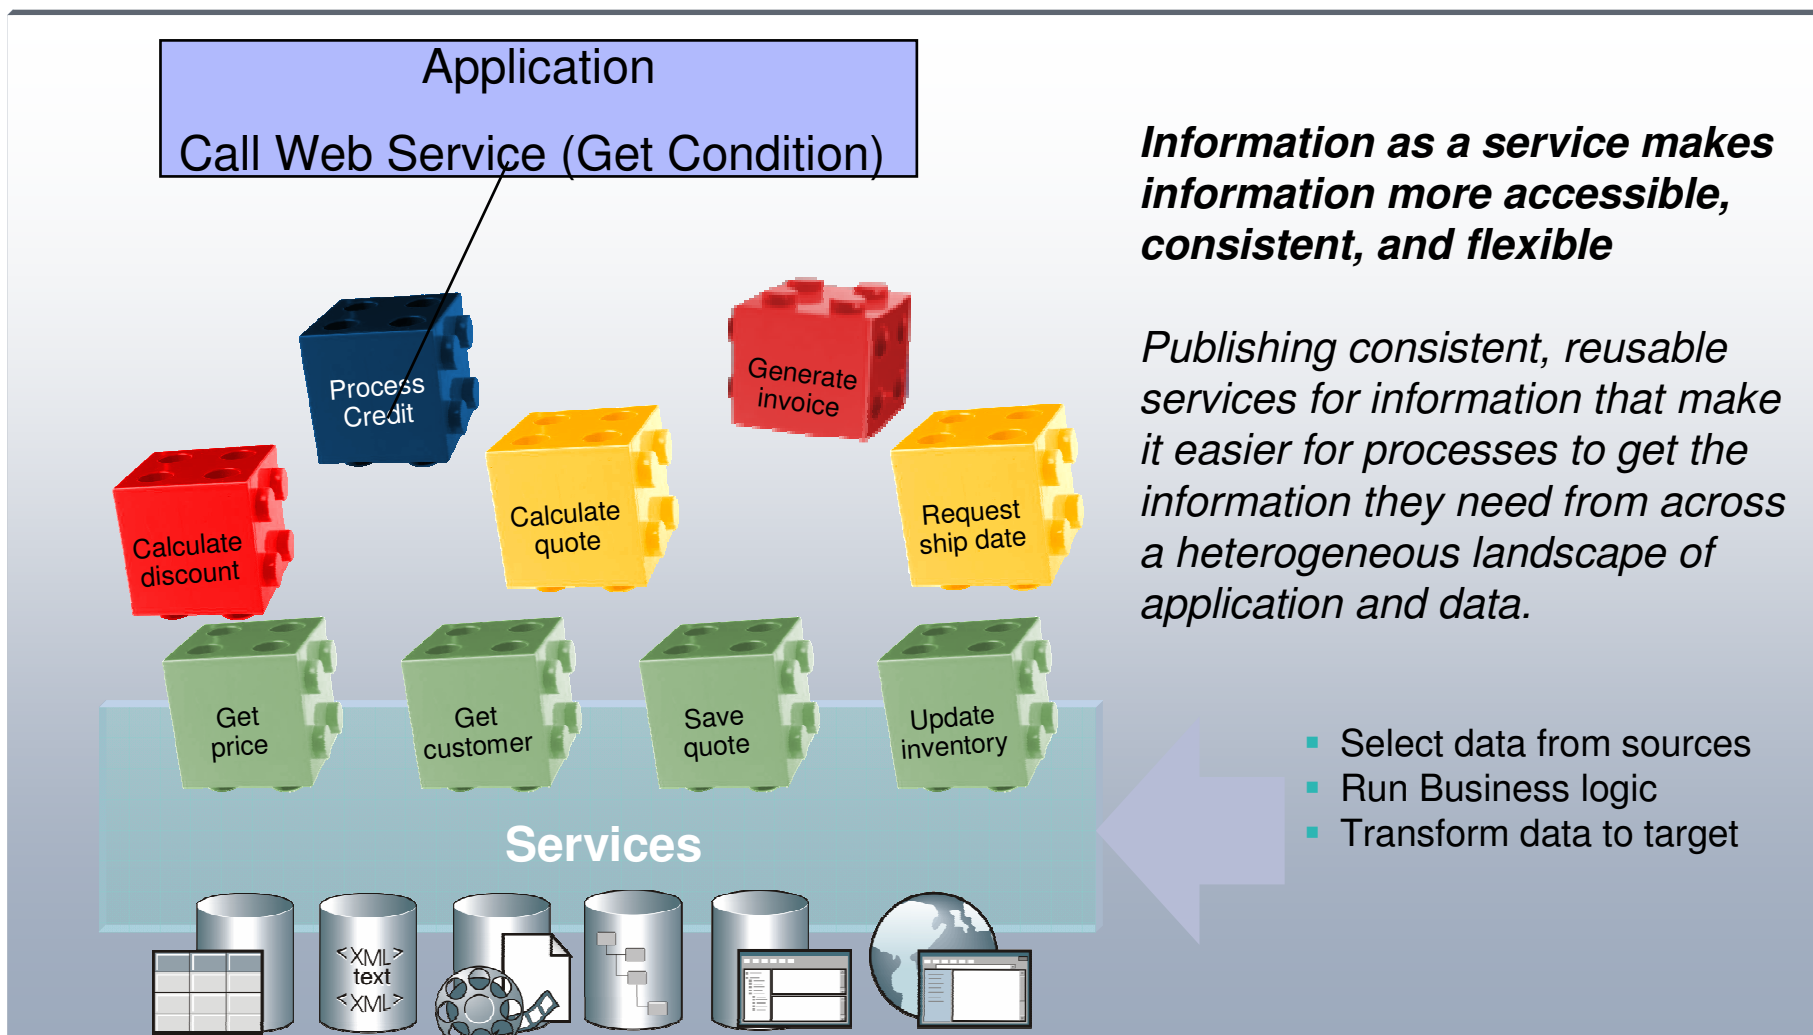 Application
Call Web Service (Get Condition)
Information as a service makes
information more accessible,
consistent, and flexible
Publishing consistent, reusable
services for information that make
it easier for processes to get the
information they need from across
a heterogeneous landscape of
application and data.
Process
Credit
Generate
invoice
Calculate
discount
Calculate
quote
Request
ship date
Get
price
Get
customer
Save
quote
Update
inventory
Select data from sources
Run Business logic
Transform data to target
Services
<XML>
text
<XML>